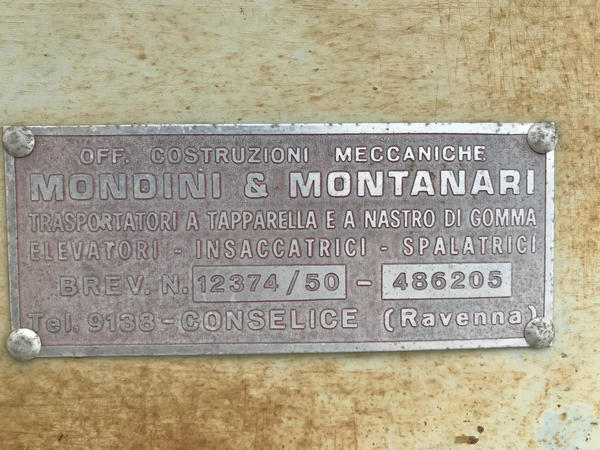 OFF. COSTRUZIONI MECCANICHE
MONDINI & MONTANARI
TRASPORTATORI A TAPPARELLA E A NASTRO DI GOMMA
ELEVATORI - INSACCATRICI - SPALATRICI
BREV. N. 12374/50 - 486205
Tel. 9138 - CONSELICE (Ravenna)